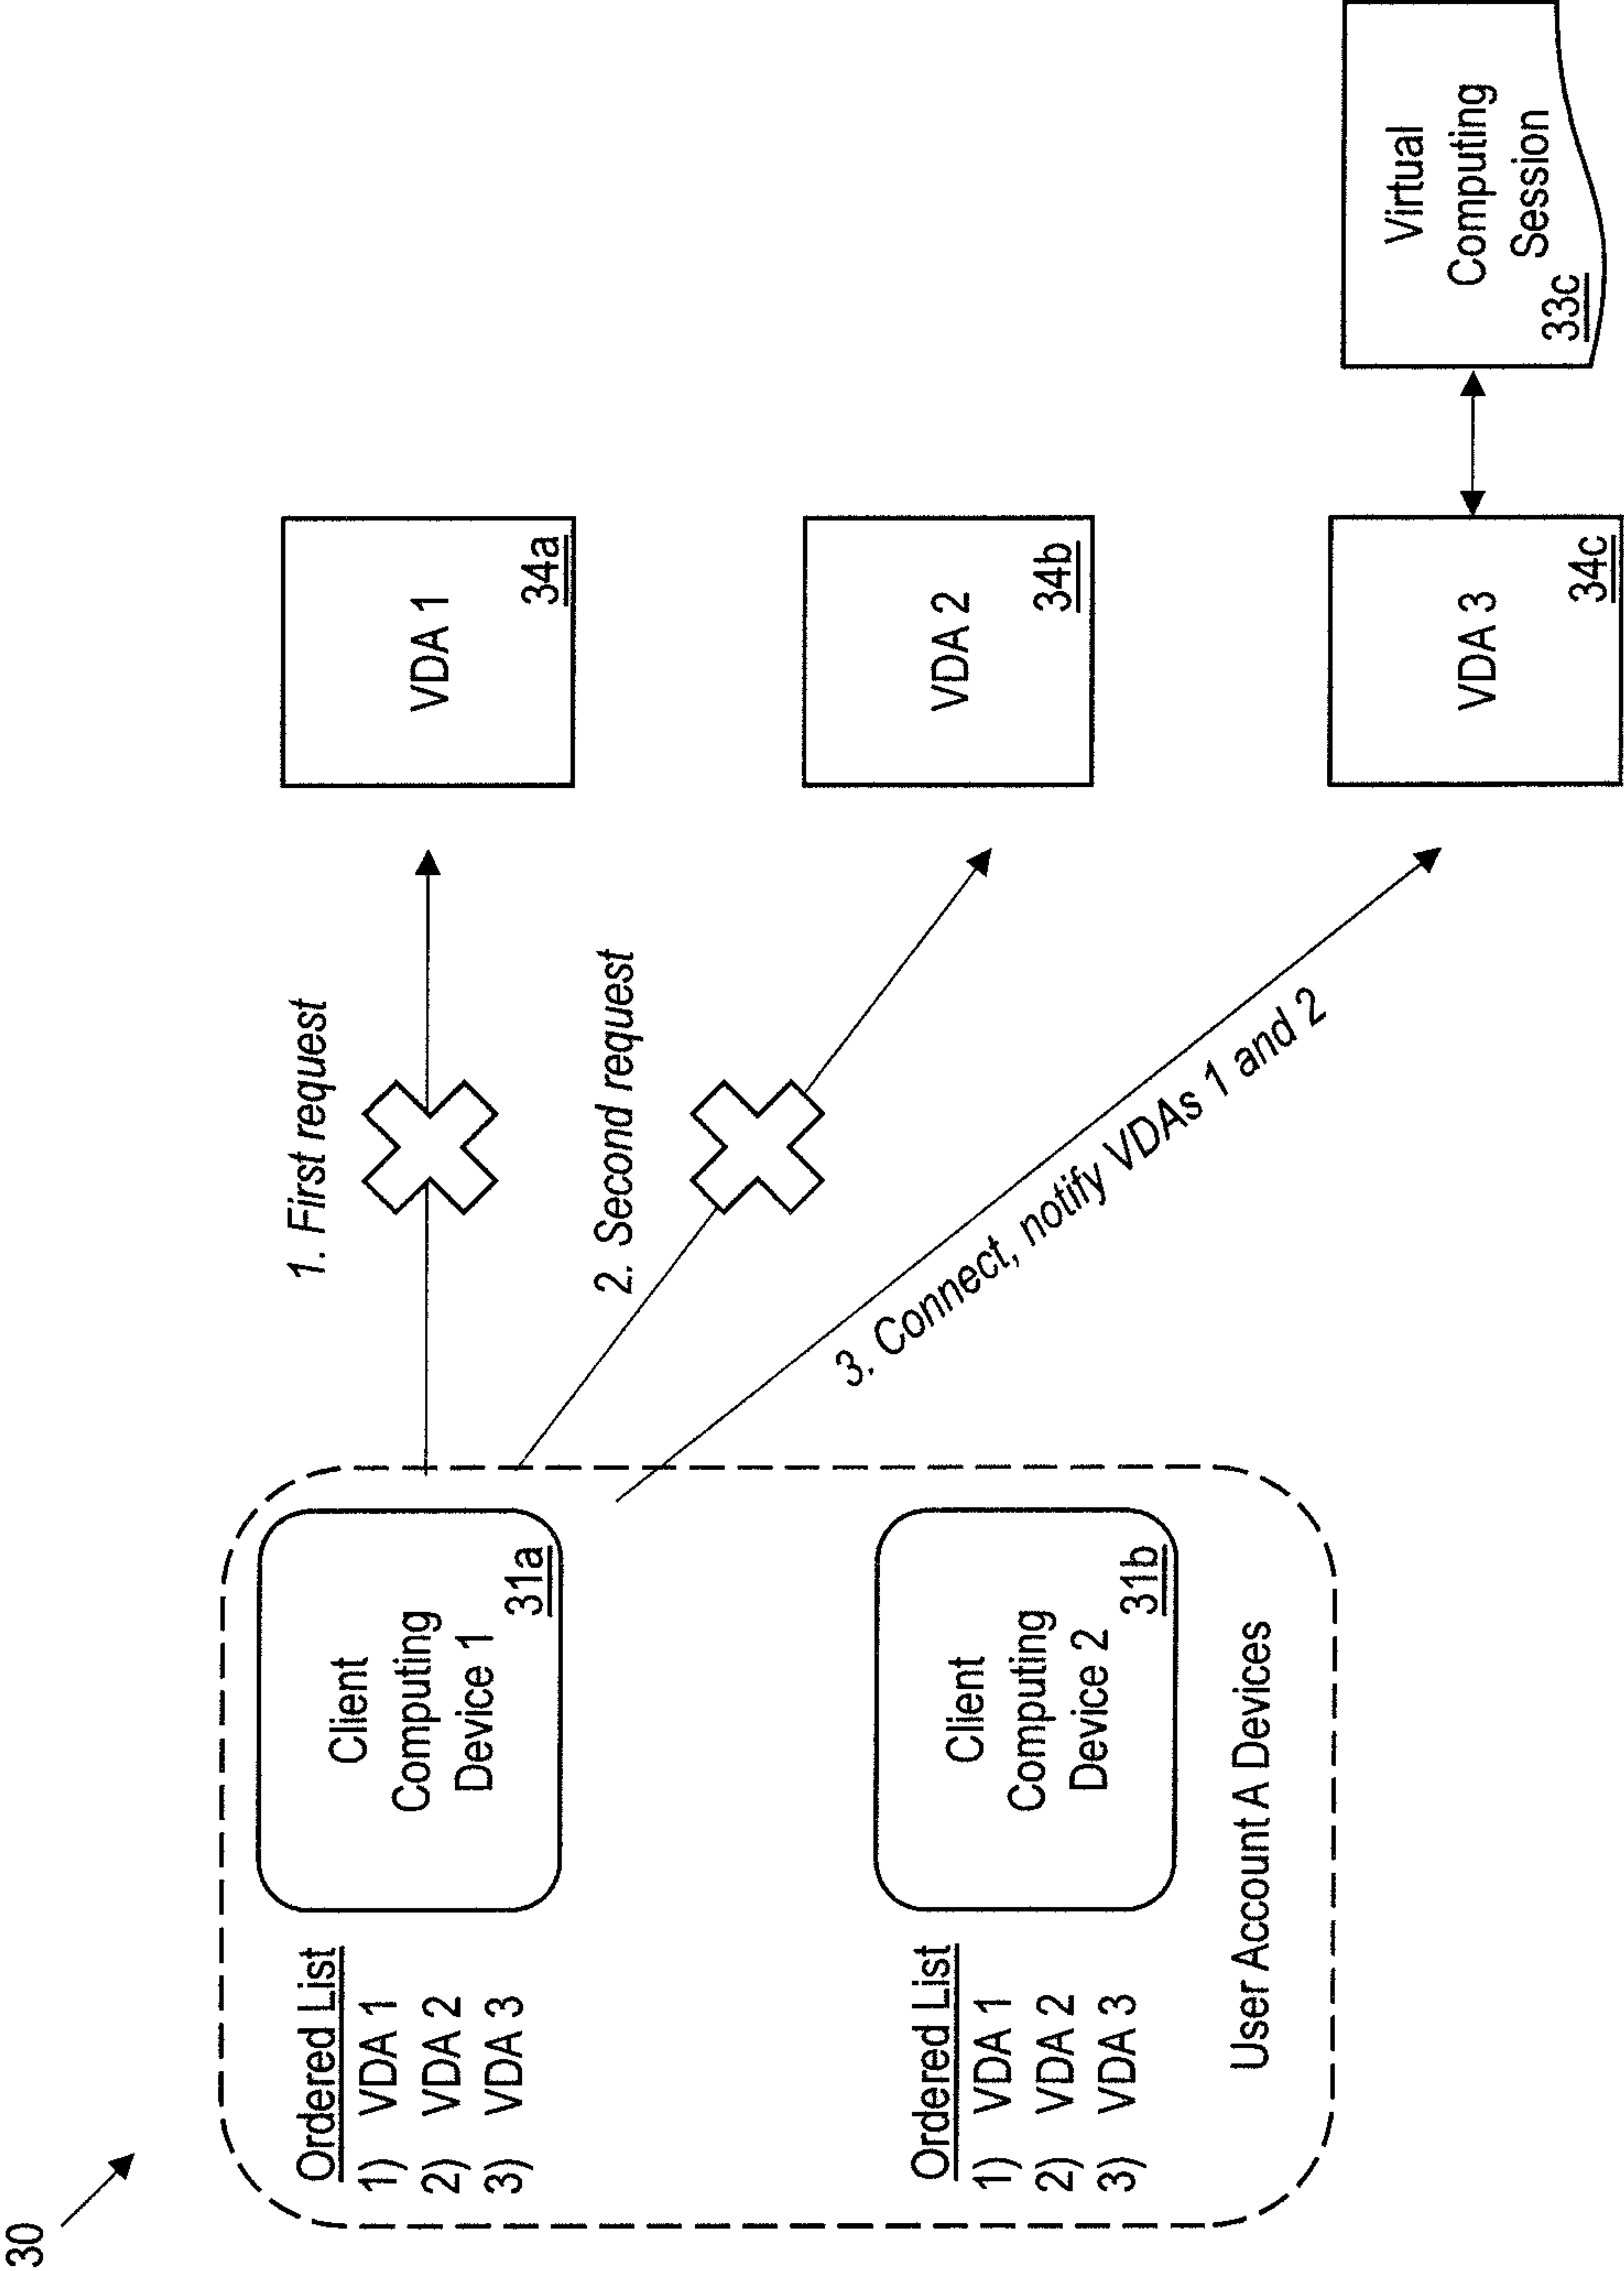 30
Ordered List
1) VDA 1
2) VDA 2
3) VDA 3
Client
Computing
Device 1
31a
1. First request
VDA 1
34a
2. Second request
VDA 2
34b
3. Connect, notify VDAs 1 and 2
Ordered List
1) VDA 1
2) VDA 2
3) VDA 3
Client
Computing
Device 2
31b
User Account A Devices
VDA 3
34c
Virtual
Computing
Session
33c